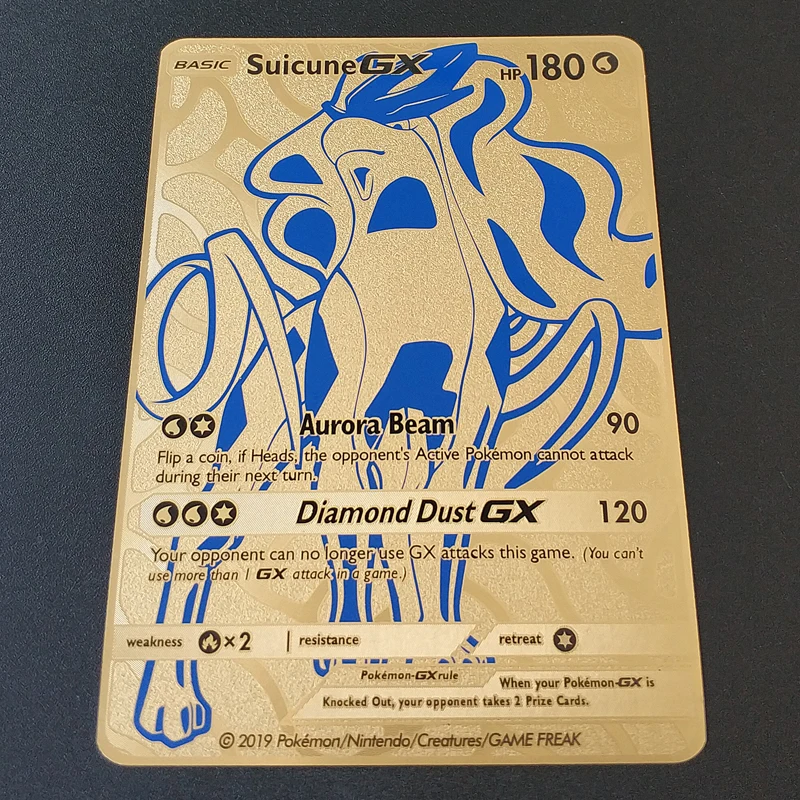 BASIC SuicuneGX HP 180
Aurora Beam 90
Flip a coin, if Heads, the opponent's Active Pokémon cannot attack
during their next turn.
Diamond Dust GX 120
Your opponent can no longer use GX attacks this game. (You can't
use more than 1 GX attack in a game.)
weakness ×2 resistance retreat
Pokémon-GX rule
When your Pokémon-GX is
Knocked Out, your opponent takes 2 Prize Cards.
© 2019 Pokémon/Nintendo/Creatures/GAME FREAK